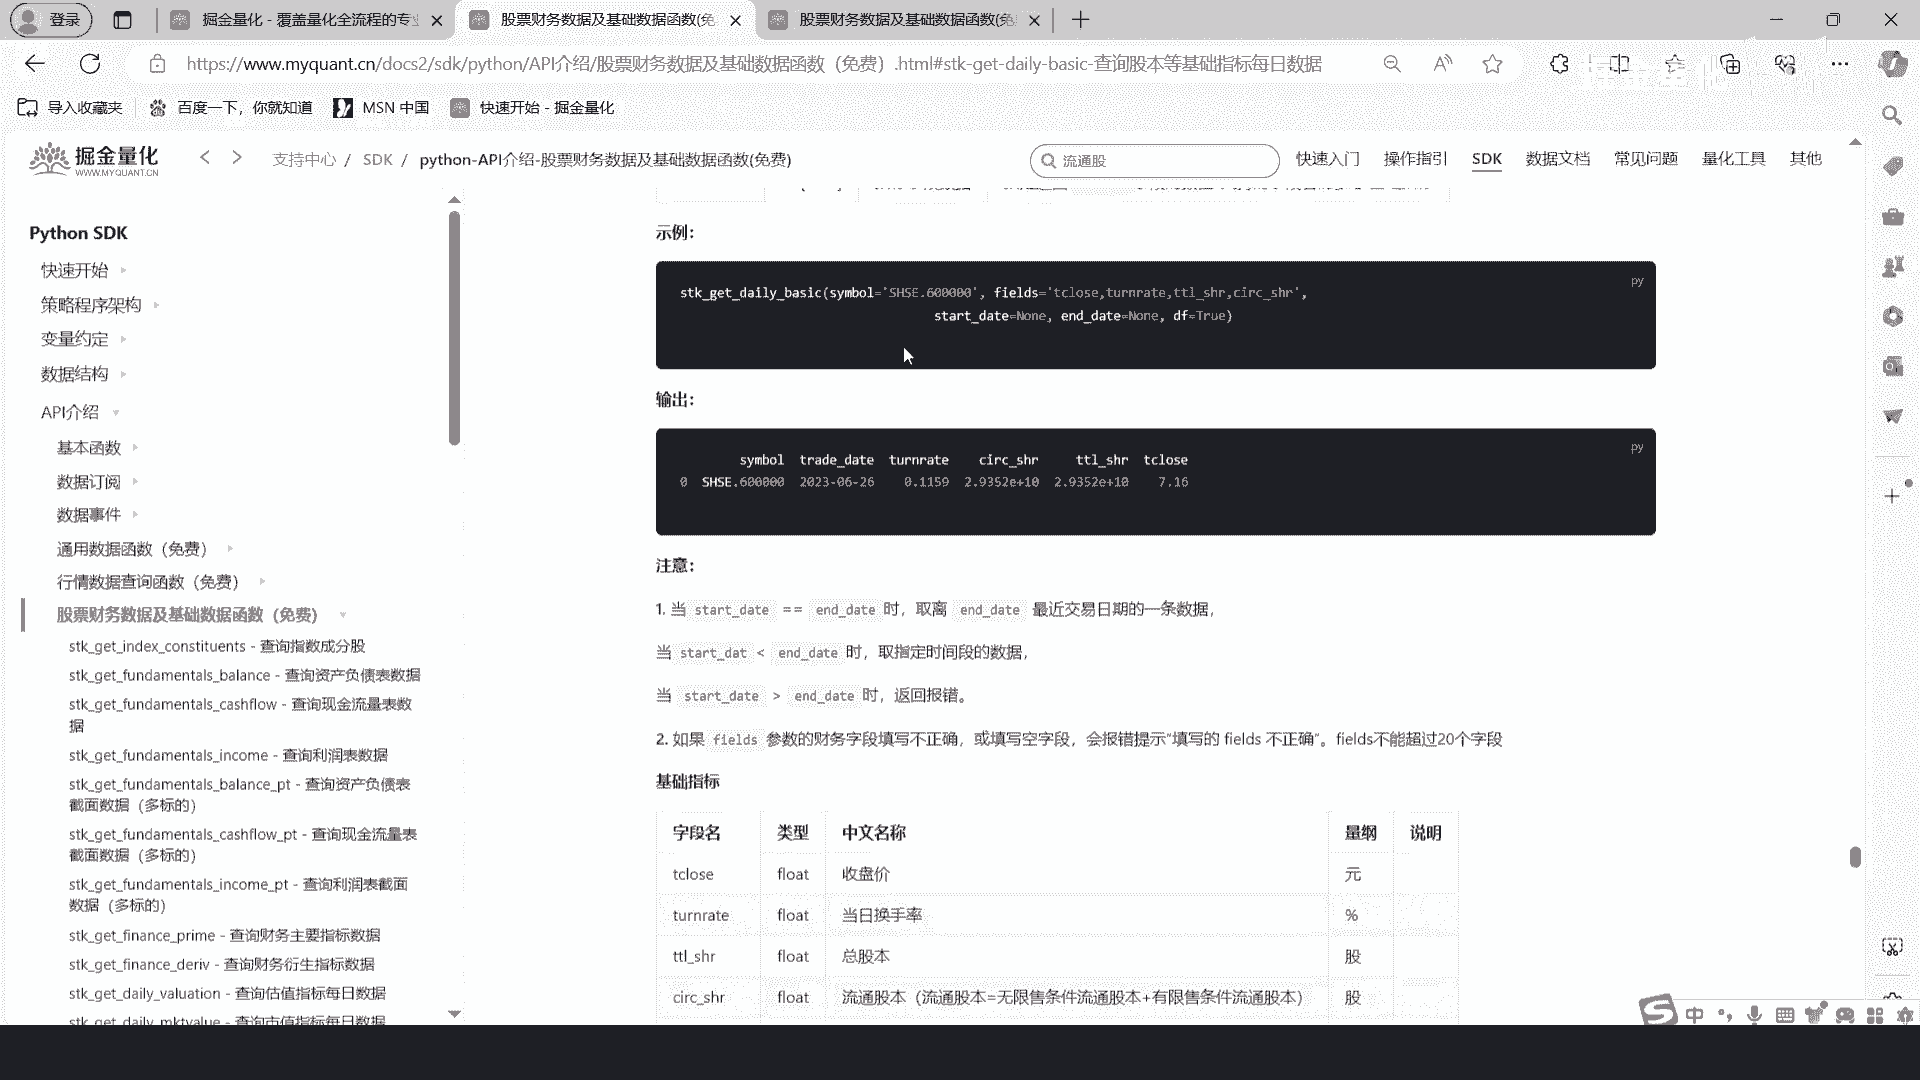 登录
掘金量化 - 覆盖量化全流程的专
股票财务数据及基础数据函数(免
股票财务数据及基础数据函数(免
https://www.myquant.cn/docs2/sdk/python/API介绍/股票财务数据及基础数据函数（免费）.html#stk-get-daily-basic-查询股本等基础指标每日数据
导入收藏夹
百度一下，你就知道
MSN 中国
快速开始 - 掘金量化
掘金量化
WWW.MYQUANT.CN
支持中心 / SDK / python-API介绍-股票财务数据及基础数据函数(免费)
流通股
快速入门
操作指引
SDK
数据文档
常见问题
量化工具
其他
Python SDK
快速开始
策略程序架构
变量约定
数据结构
API介绍
基本函数
数据订阅
数据事件
通用数据函数（免费）
行情数据查询函数（免费）
股票财务数据及基础数据函数（免费）
stk_get_index_constituents - 查询指数成分股
stk_get_fundamentals_balance - 查询资产负债表数据
stk_get_fundamentals_cashflow - 查询现金流量表数
据
stk_get_fundamentals_income - 查询利润表数据
stk_get_fundamentals_balance_pt - 查询资产负债表
截面数据（多标的）
stk_get_fundamentals_cashflow_pt - 查询现金流量表
截面数据（多标的）
stk_get_fundamentals_income_pt - 查询利润表截面
数据（多标的）
stk_get_finance_prime - 查询财务主要指标数据
stk_get_finance_deriv - 查询财务衍生指标数据
stk_get_daily_valuation - 查询估值指标每日数据
stk_get_daily_mktvalue - 查询市值指标每日数据
示例：
py
stk_get_daily_basic(symbol='SHSE.600000', fields='tclose,turnrate,ttl_shr,circ_shr',
start_date=None, end_date=None, df=True)
输出：
py
symbol trade_date turnrate circ_shr ttl_shr tclose
0 SHSE.600000 2023-06-26 0.1159 2.9352e+10 2.9352e+10 7.16
注意：
1. 当 start_date == end_date 时，取离 end_date 最近交易日期的一条数据，
当 start_dat < end_date 时，取指定时间段的数据，
当 start_date > end_date 时，返回报错。
2. 如果 fields 参数的财务字段填写不正确，或填写空字段，会报错提示“填写的 fields 不正确”。fields不能超过20个字段
基础指标
字段名 类型 中文名称 量纲 说明
tclose float 收盘价 元
turnrate float 当日换手率 %
ttl_shr float 总股本 股
circ_shr float 流通股本（流通股本=无限售条件流通股本+有限售条件流通股本） 股
中